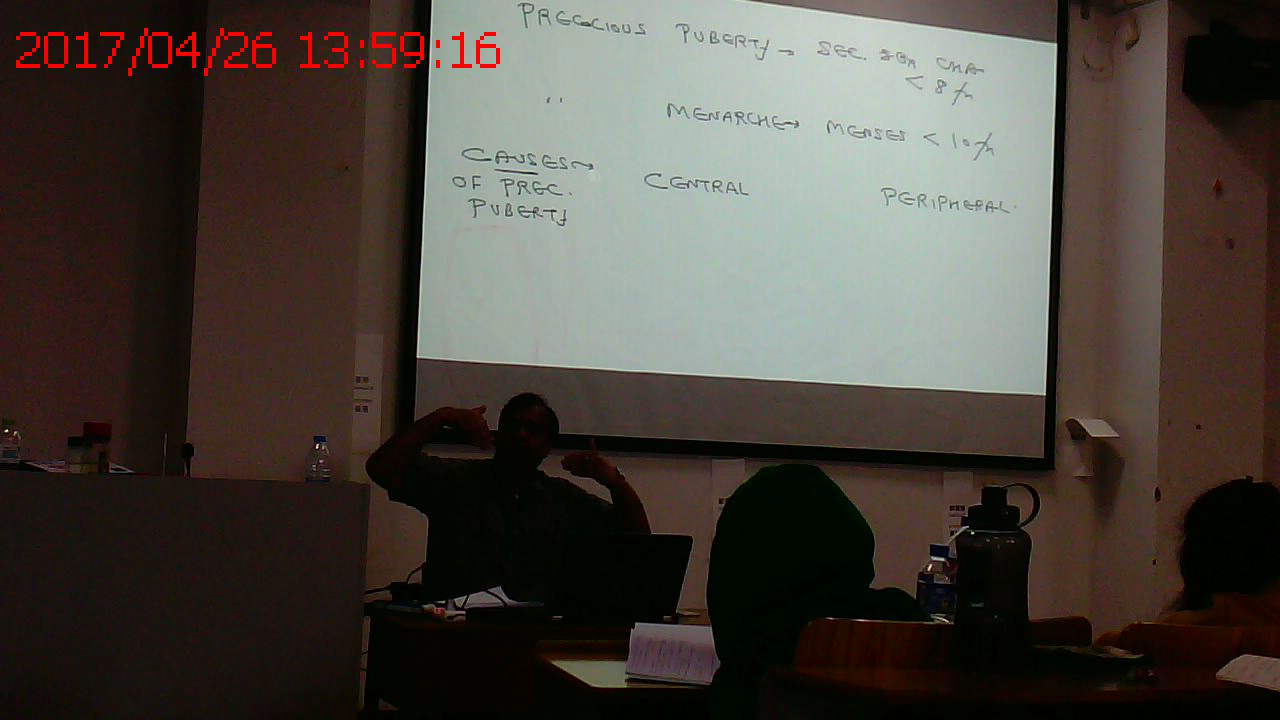 2017/04/26 13:59:16
PRECOCIOUS PUBERTY → SEC. SEX CHA
< 8 yr
" MENARCHE → MENSES < 10 yr
CAUSES → CENTRAL PERIPHERAL.
OF PREC.
PUBERTY